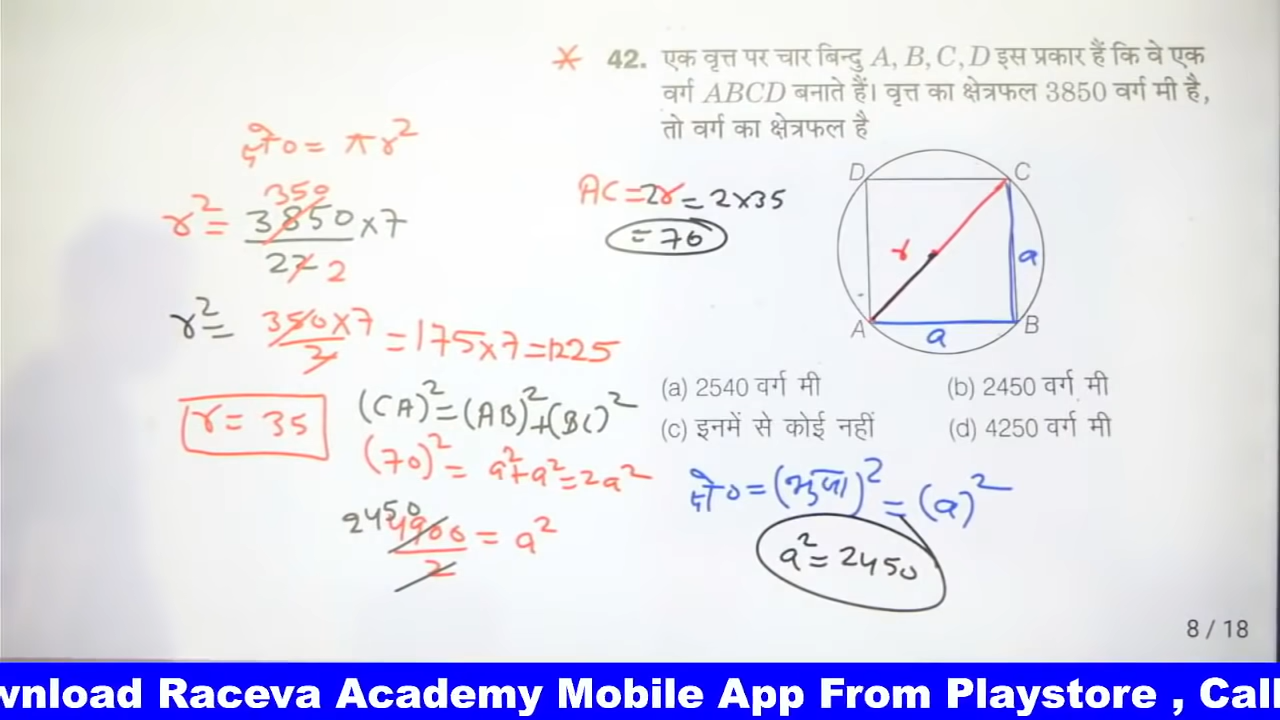 * 42. एक वृत्त पर चार बिन्दु A, B, C, D इस प्रकार हैं कि वे एक
वर्ग ABCD बनाते हैं। वृत्त का क्षेत्रफल 3850 वर्ग मी है,
तो वर्ग का क्षेत्रफल है
क्षे० = πr²
r² = 3850 × 7
350
22 2
r² = 350 × 7 = 175 × 7 = 1225
2
r = 35
AC = 2r = 2 × 35
= 70
D
C
r
a
A
B
a
(a) 2540 वर्ग मी
(b) 2450 वर्ग मी
(c) इनमें से कोई नहीं
(d) 4250 वर्ग मी
(CA)² = (AB)² + (BC)²
(70)² = a² + a² = 2a²
2450
4900 = a²
2
क्षे० = (भुजा)² = (a)²
a² = 2450
8 / 18
wnload Raceva Academy Mobile App From Playstore , Call